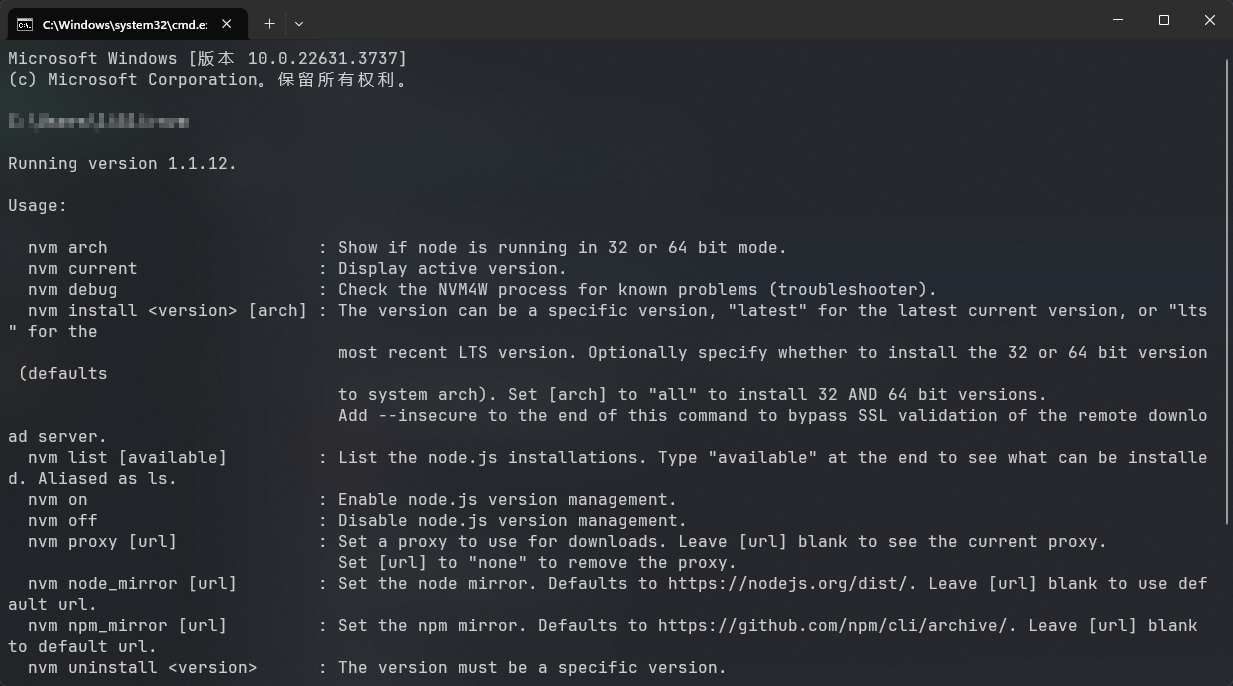 C:\Windows\system32\cmd.e
Microsoft Windows [版本 10.0.22631.3737]
(c) Microsoft Corporation。保留所有权利。
Running version 1.1.12.
Usage:
nvm arch : Show if node is running in 32 or 64 bit mode.
nvm current : Display active version.
nvm debug : Check the NVM4W process for known problems (troubleshooter).
nvm install <version> [arch] : The version can be a specific version, "latest" for the latest current version, or "lts
" for the
most recent LTS version. Optionally specify whether to install the 32 or 64 bit version
(defaults
to system arch). Set [arch] to "all" to install 32 AND 64 bit versions.
Add --insecure to the end of this command to bypass SSL validation of the remote downlo
ad server.
nvm list [available] : List the node.js installations. Type "available" at the end to see what can be installe
d. Aliased as ls.
nvm on : Enable node.js version management.
nvm off : Disable node.js version management.
nvm proxy [url] : Set a proxy to use for downloads. Leave [url] blank to see the current proxy.
Set [url] to "none" to remove the proxy.
nvm node_mirror [url] : Set the node mirror. Defaults to https://nodejs.org/dist/. Leave [url] blank to use def
ault url.
nvm npm_mirror [url] : Set the npm mirror. Defaults to https://github.com/npm/cli/archive/. Leave [url] blank
to default url.
nvm uninstall <version> : The version must be a specific version.